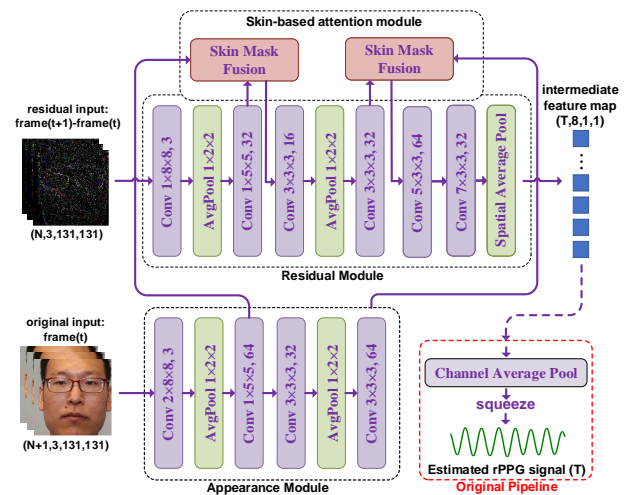 Skin-based attention module
Skin Mask
Fusion
Skin Mask
Fusion
residual input:
frame(t+1)-frame(t)
(N,3,131,131)
Conv 1×8×8, 3
AvgPool 1×2×2
Conv 1×5×5, 32
Conv 3×3×3, 16
AvgPool 1×2×2
Conv 3×3×3, 32
Conv 5×3×3, 64
Conv 7×3×3, 32
Spatial Average Pool
Residual Module
intermediate
feature map
(T,8,1,1)
original input:
frame(t)
(N+1,3,131,131)
Conv 2×8×8, 3
AvgPool 1×2×2
Conv 1×5×5, 64
Conv 3×3×3, 32
AvgPool 1×2×2
Conv 3×3×3, 64
Appearance Module
Channel Average Pool
squeeze
Estimated rPPG signal (T)
Original Pipeline